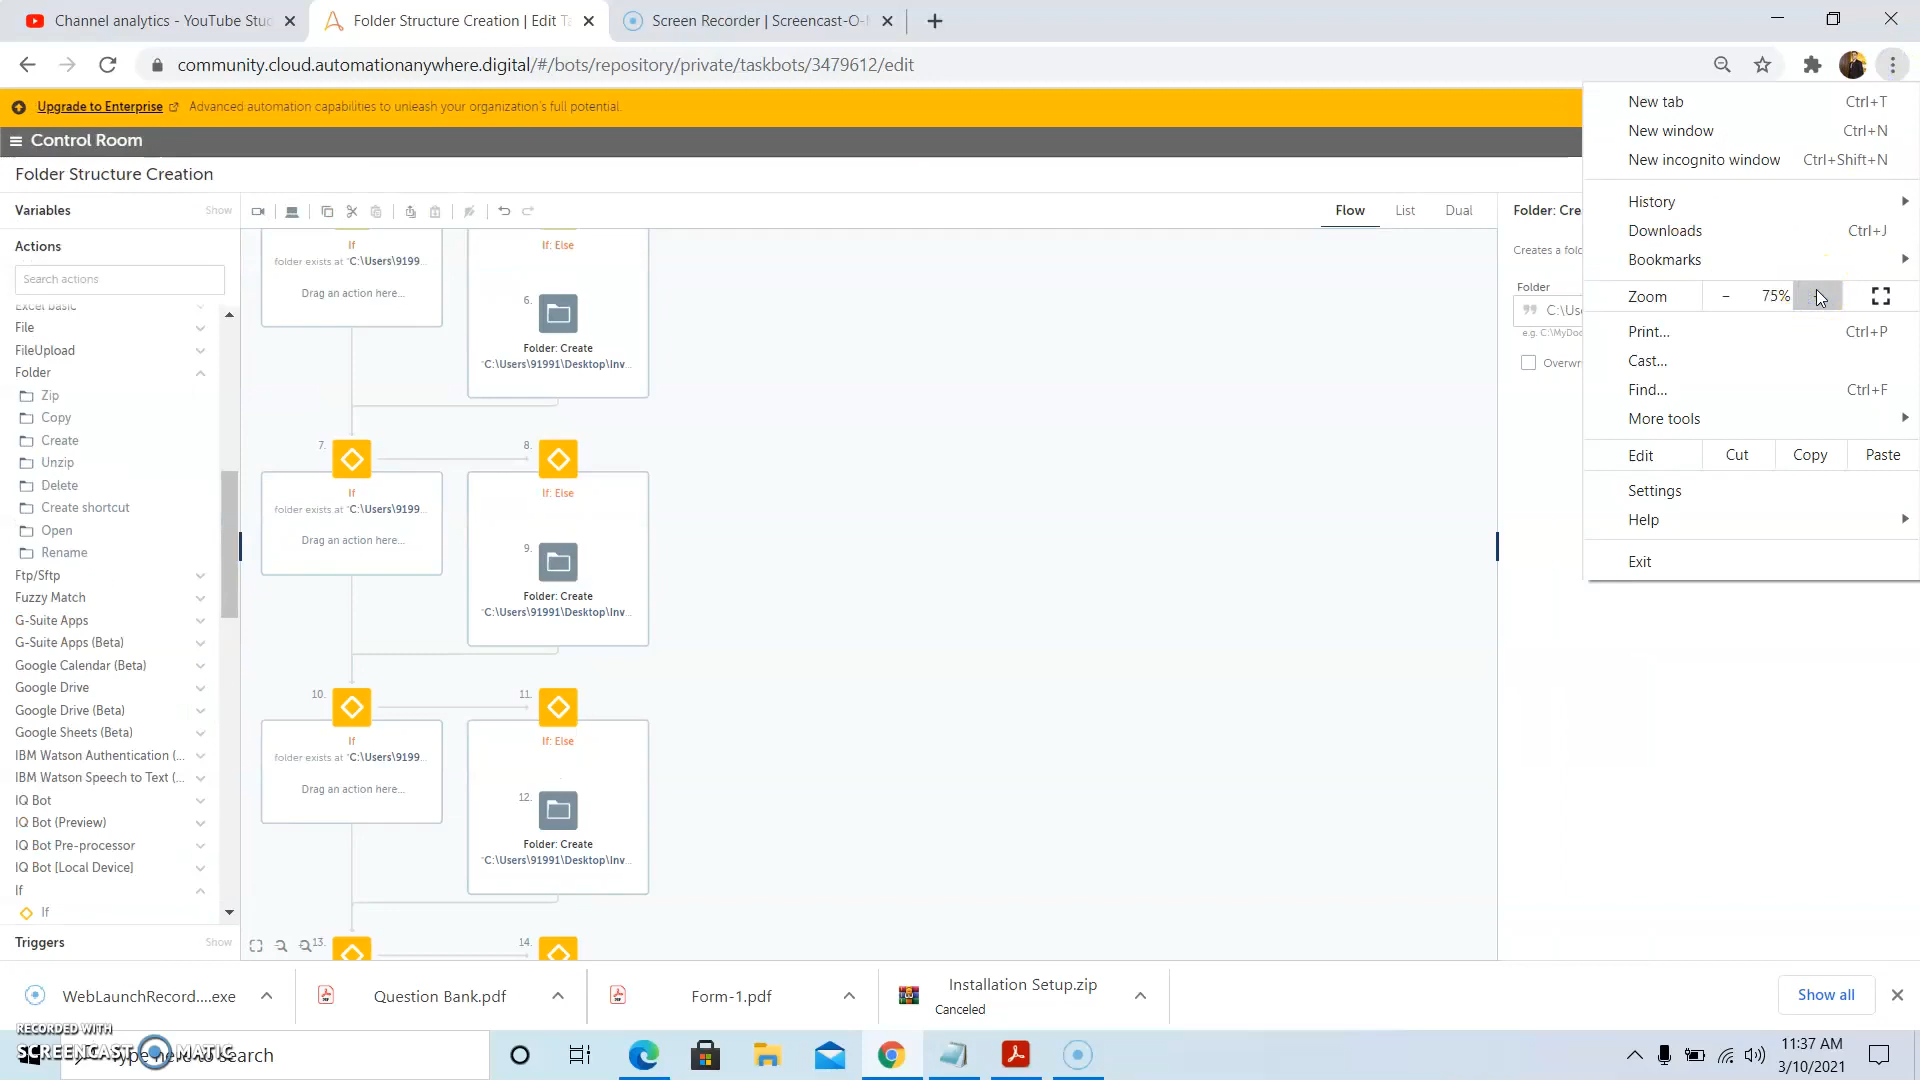 Channel analytics - YouTube Stud
Folder Structure Creation | Edit Ta
Screen Recorder | Screencast-O-
community.cloud.automationanywhere.digital/#/bots/repository/private/taskbots/3479612/edit
Upgrade to Enterprise
Advanced automation capabilities to unleash your organization's full potential.
Control Room
Folder Structure Creation
Variables
Show
Flow
List
Dual
Actions
Search actions
Excel basic
File
FileUpload
Folder
Zip
Copy
Create
Unzip
Delete
Create shortcut
Open
Rename
Ftp/Sftp
Fuzzy Match
G-Suite Apps
G-Suite Apps (Beta)
Google Calendar (Beta)
Google Drive
Google Drive (Beta)
Google Sheets (Beta)
IBM Watson Authentication (...
IBM Watson Speech to Text (...
IQ Bot
IQ Bot (Preview)
IQ Bot Pre-processor
IQ Bot [Local Device]
If
If
Triggers
Show
If
folder exists at "C:\Users\9199...
Drag an action here...
If: Else
6.
Folder: Create
"C:\Users\91991\Desktop\Inv...
7.
If
folder exists at "C:\Users\9199...
Drag an action here...
8.
If: Else
9.
Folder: Create
"C:\Users\91991\Desktop\Inv...
10.
If
folder exists at "C:\Users\9199...
Drag an action here...
11.
If: Else
12.
Folder: Create
"C:\Users\91991\Desktop\Inv...
13.
14.
Folder: Cre
Creates a fol
Folder
C:\Use
e.g. C:\MyDoc
Overwr
New tab Ctrl+T
New window Ctrl+N
New incognito window Ctrl+Shift+N
History
Downloads Ctrl+J
Bookmarks
Zoom - 75%
Print... Ctrl+P
Cast...
Find... Ctrl+F
More tools
Edit Cut Copy Paste
Settings
Help
Exit
WebLaunchRecord....exe
Question Bank.pdf
Form-1.pdf
Installation Setup.zip
Canceled
Show all
RECORDED WITH
SCREENCAST MATIC
Type here to search
11:37 AM
3/10/2021